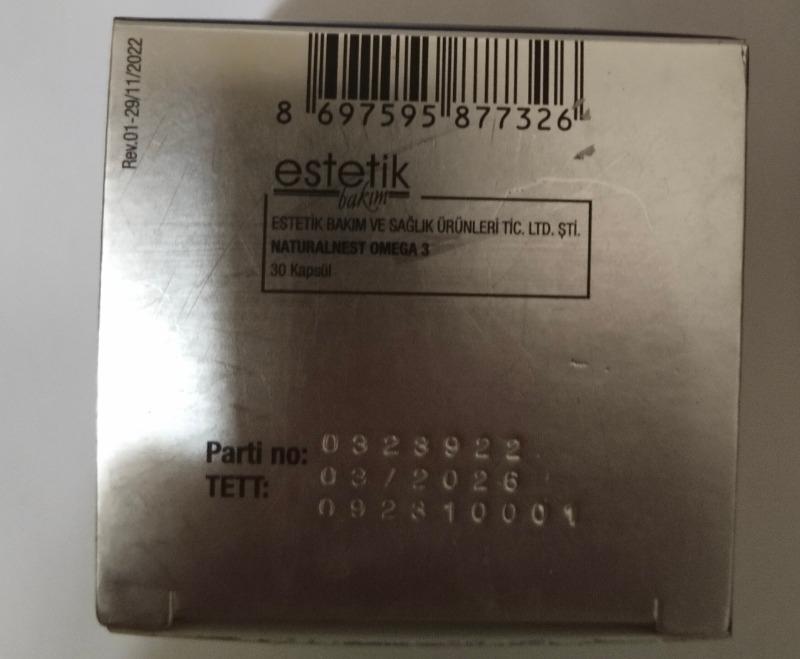 Rev.01-29/11/2022
8 697595 877326
estetik
bakım
ESTETİK BAKIM VE SAĞLIK ÜRÜNLERİ TİC. LTD. ŞTİ.
NATURALNEST OMEGA 3
30 Kapsül
Parti no: 0323922
TETT: 03/2026
092310001